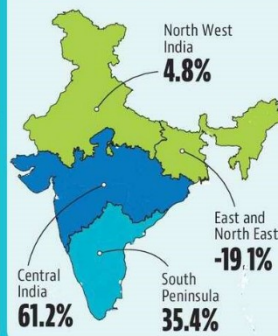 North West
India
4.8%
East and
North East
-19.1%
Central
India
61.2%
South
Peninsula
35.4%